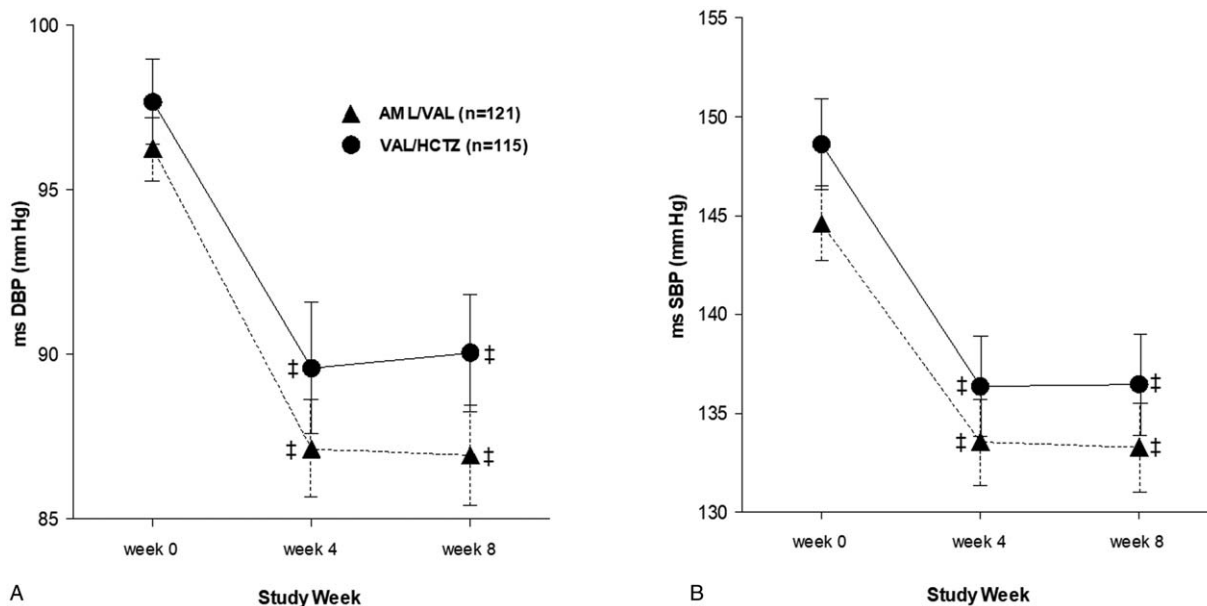 100
95
90
85
ms DBP (mm Hg)
▲ AML/VAL (n=121)
● VAL/HCTZ (n=115)
‡
‡
‡
‡
week 0 week 4 week 8
Study Week
A
155
150
145
140
135
130
ms SBP (mm Hg)
‡
‡
‡
‡
week 0 week 4 week 8
Study Week
B